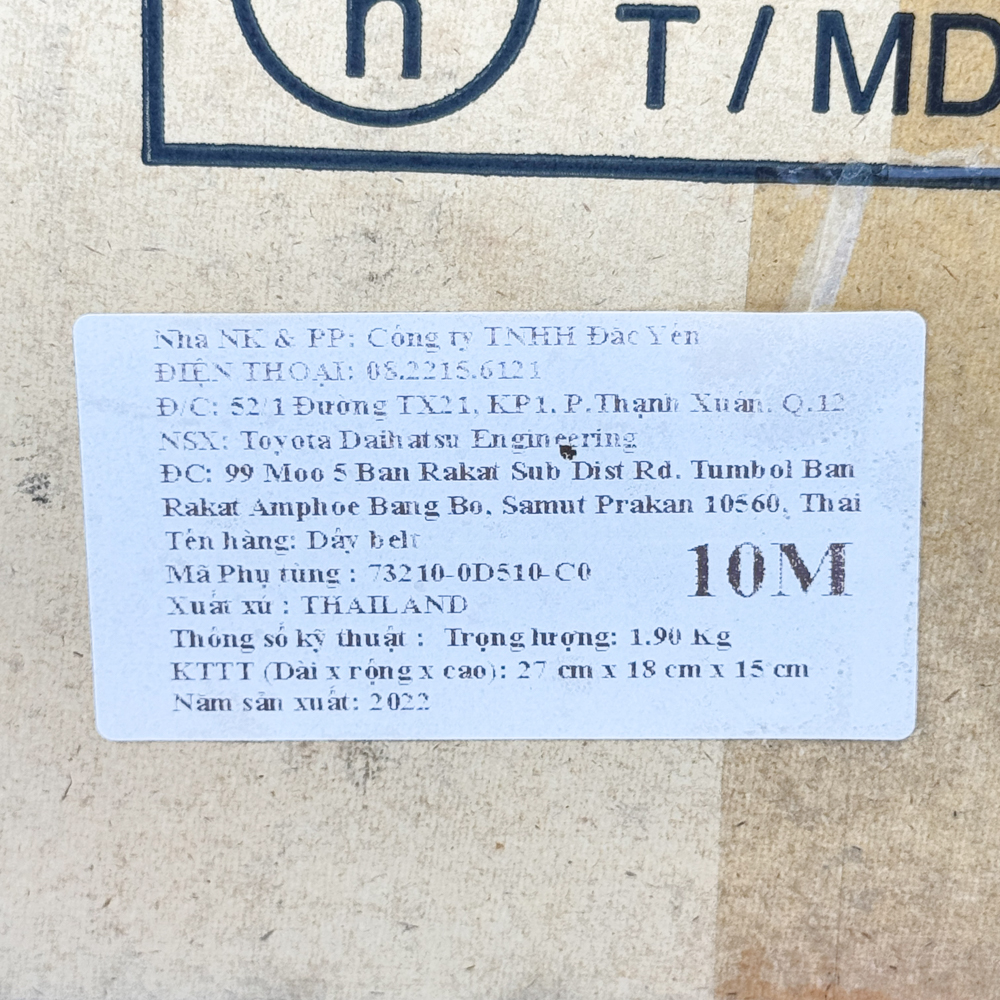 h
T / MD
Nhà NK & PP: Công ty TNHH Đắc Yến
ĐIỆN THOẠI: 08.2215.6121
Đ/C: 52/1 Đường TX21, KP1, P.Thạnh Xuân, Q.12
NSX: Toyota Daihatsu Engineering
ĐC: 99 Moo 5 Ban Rakat Sub Dist Rd. Tumbol Ban
Rakat Amphoe Bang Bo, Samut Prakan 10560, Thai
Tên hàng: Dây belt
Mã Phụ tùng : 73210-0D510-C0
10M
Xuất xứ : THAILAND
Thông số kỹ thuật : Trọng lượng: 1.90 Kg
KTTT (Dài x rộng x cao): 27 cm x 18 cm x 15 cm
Năm sản xuất: 2022